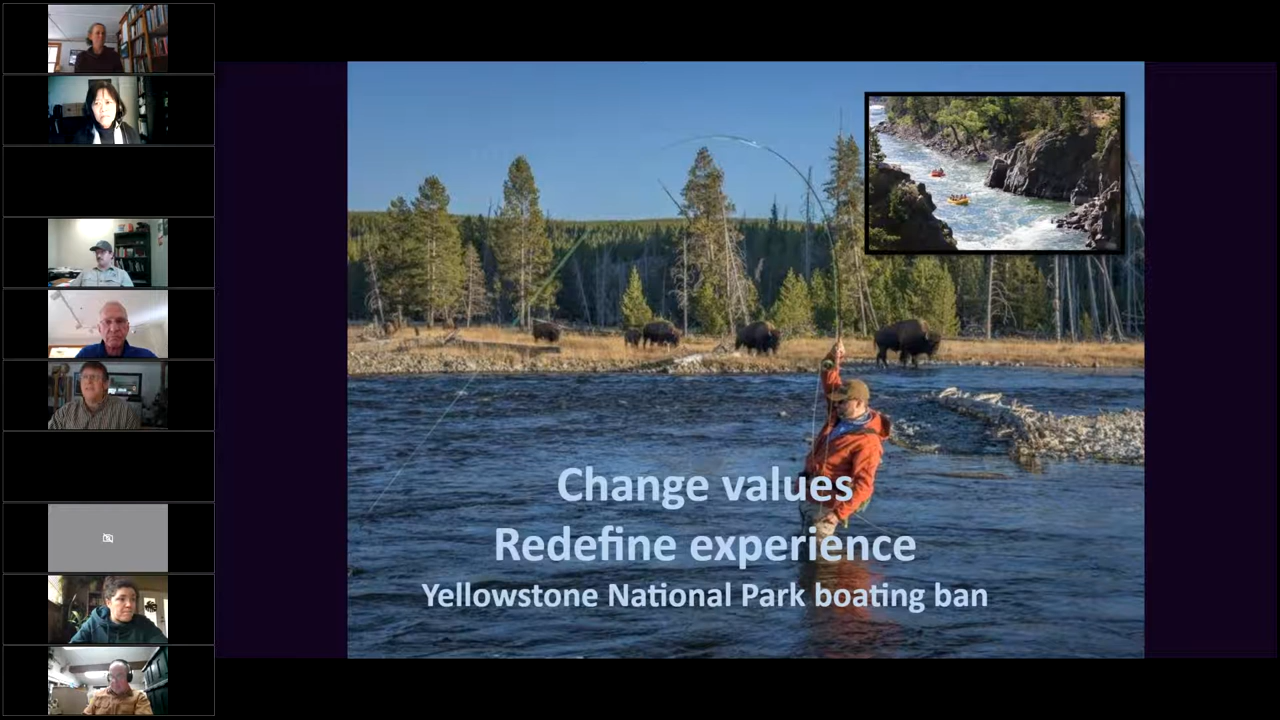 Change values
Redefine experience
Yellowstone National Park boating ban